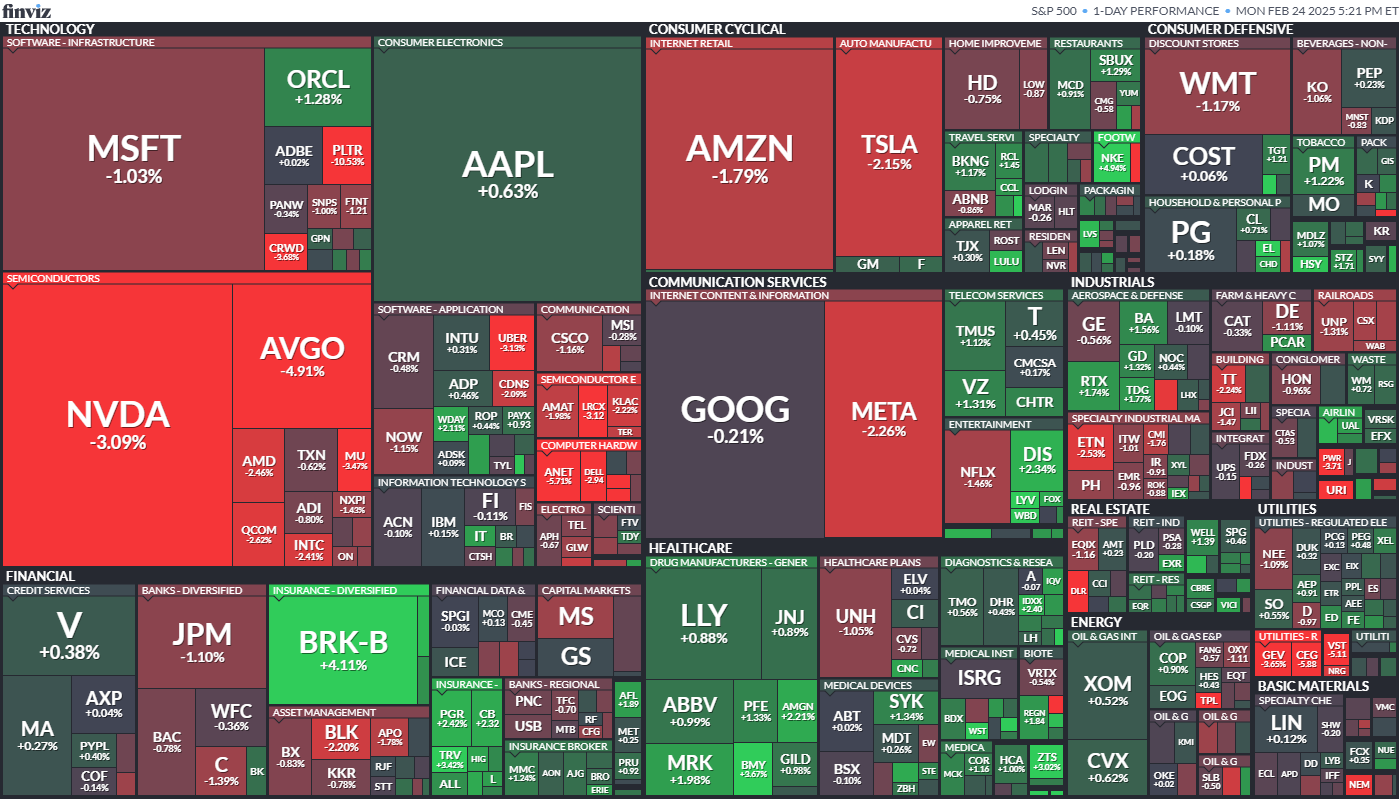 finviz
S&P 500 • 1-DAY PERFORMANCE • MON FEB 24 2025 5:21 PM ET
TECHNOLOGY
SOFTWARE - INFRASTRUCTURE
MSFT
-1.03%
ORCL
+1.28%
ADBE
+0.02%
PLTR
-10.53%
PANW
-0.34%
SNPS
-1.00%
FTNT
-1.21
CRWD
-3.68%
GPN
CONSUMER ELECTRONICS
AAPL
+0.63%
SEMICONDUCTORS
NVDA
-3.09%
AVGO
-4.91%
AMD
-2.46%
TXN
-0.62%
MU
-3.47%
QCOM
-2.62%
ADI
-0.80%
NXPI
-1.43%
INTC
-2.41%
ON
SOFTWARE - APPLICATION
CRM
-0.48%
INTU
+0.31%
UBER
-3.13%
ADP
+0.46%
CDNS
-2.09%
NOW
-1.15%
WDAY
+2.11%
ROP
+0.44%
PAYX
+0.93
ADSK
+0.09%
TYL
COMMUNICATION
CSCO
-1.16%
MSI
-0.28%
SEMICONDUCTOR E
AMAT
-1.98%
LRCX
-3.12
KLAC
-2.22%
TER
COMPUTER HARDW
ANET
-5.71%
DELL
-2.94
INFORMATION TECHNOLOGY S
ACN
-0.10%
IBM
+0.15%
FI
-0.11%
FIS
IT
BR
CTSH
ELECTRO
APH
-0.67
TEL
GLW
SCIENTI
FTV
TDY
CONSUMER CYCLICAL
INTERNET RETAIL
AMZN
-1.79%
AUTO MANUFACTU
TSLA
-2.15%
GM
F
HOME IMPROVEME
HD
-0.75%
LOW
-0.87
RESTAURANTS
MCD
+0.91%
SBUX
+1.29%
CMG
-0.58
YUM
TRAVEL SERVI
BKNG
+1.17%
RCL
+1.45
CCL
ABNB
-0.86%
SPECIALTY
FOOTW
NKE
+4.94%
LODGIN
MAR
-0.26
HLT
PACKAGIN
APPAREL RET
TJX
+0.30%
ROST
LULU
RESIDEN
LEN
NVR
LVS
CONSUMER DEFENSIVE
DISCOUNT STORES
WMT
-1.17%
COST
+0.06%
TGT
+1.21
BEVERAGES - NON-
KO
-1.06%
PEP
+0.23%
MNST
-0.83
KDP
TOBACCO
PM
+1.22%
MO
PACK
GIS
K
HOUSEHOLD & PERSONAL P
PG
+0.18%
CL
+0.71%
EL
CHD
MDLZ
+1.07%
HSY
STZ
+1.71
KR
SYY
COMMUNICATION SERVICES
INTERNET CONTENT & INFORMATION
GOOG
-0.21%
META
-2.26%
TELECOM SERVICES
TMUS
+1.12%
T
+0.45%
CMCSA
+0.17%
VZ
+1.31%
CHTR
ENTERTAINMENT
NFLX
-1.46%
DIS
+2.34%
LYV
FOX
WBD
INDUSTRIALS
AEROSPACE & DEFENSE
GE
-0.56%
BA
+1.56%
LMT
-0.10%
RTX
+1.74%
GD
+1.32%
NOC
+0.44%
TDG
+1.77%
LHX
FARM & HEAVY C
CAT
-0.33%
DE
-1.11%
PCAR
RAILROADS
UNP
-1.31%
CSX
WAB
BUILDING
TT
-2.24%
JCI
-1.47
LII
CONGLOMER
HON
-0.96%
WASTE
WM
+0.72
RSG
SPECIALTY INDUSTRIAL MA
ETN
-2.53%
ITW
-1.01
CMI
-1.76
PH
EMR
-0.96
IR
-0.91
XYL
ROK
-0.88
IEX
INTEGRAT
UPS
-0.15
FDX
-0.26
SPECIA
CTAS
-0.53
AIRLIN
UAL
VRSK
EFX
INDUST
PWR
-3.71
J
URI
HEALTHCARE
DRUG MANUFACTURERS - GENER
LLY
+0.88%
JNJ
+0.89%
ABBV
+0.99%
PFE
+1.33%
AMGN
+2.21%
MRK
+1.98%
BMY
+3.67%
GILD
+0.98%
HEALTHCARE PLANS
UNH
-1.05%
ELV
+0.04%
CI
CVS
-0.72
CNC
MEDICAL DEVICES
ABT
+0.02%
SYK
+1.34%
MDT
+0.26%
EW
BSX
-0.10%
STE
ZBH
DIAGNOSTICS & RESEA
TMO
+0.56%
DHR
+0.43%
A
-0.07
IQV
IDXX
+2.40
LH
MEDICAL INST
ISRG
BDX
WST
BIOTE
VRTX
-0.54%
REGN
+1.84
MEDICA
MCK
COR
+1.16
HCA
+1.00%
ZTS
+3.02%
REAL ESTATE
REIT - SPE
EQIX
-1.16
AMT
+0.23
DLR
CCI
REIT - IND
PLD
-0.20
PSA
-0.28
EXR
WELL
+1.39
SPG
+0.46
REIT - RES
EQR
CBRE
CSGP
VICI
UTILITIES
UTILITIES - REGULATED ELE
NEE
-1.09%
DUK
+0.32
PCG
+0.13
PEG
+0.48
XEL
EXC
EIX
SO
+0.55%
AEP
+0.91
ETR
PPL
ES
AEE
D
-0.97
ED
FE
UTILITIES - R
GEV
-3.65%
CEG
-5.88
VST
-5.11
NRG
UTILITI
ENERGY
OIL & GAS INT
XOM
+0.52%
CVX
+0.62%
OIL & GAS E&P
COP
+0.90%
FANG
-0.57
OXY
-1.11
EOG
HES
+0.43
EQT
TPL
OIL & G
KMI
OKE
+0.02
OIL & G
OIL & G
SLB
-0.50
BASIC MATERIALS
SPECIALTY CHE
LIN
+0.12%
SHW
-0.20
VMC
ECL
APD
DD
LYB
IFF
FCX
+0.35
NUE
NEM
FINANCIAL
CREDIT SERVICES
V
+0.38%
MA
+0.27%
AXP
+0.04%
PYPL
+0.40%
COF
-0.14%
BANKS - DIVERSIFIED
JPM
-1.10%
BAC
-0.78%
WFC
-0.36%
C
-1.39%
BK
INSURANCE - DIVERSIFIED
BRK-B
+4.11%
ASSET MANAGEMENT
BX
-0.83%
BLK
-2.20%
APO
-1.78%
KKR
-0.78%
RJF
STT
FINANCIAL DATA &
SPGI
-0.03%
MCO
+0.13
CME
-0.45
ICE
CAPITAL MARKETS
MS
GS
INSURANCE -
PGR
+2.42%
CB
+2.32
TRV
+3.42%
HIG
ALL
L
BANKS - REGIONAL
PNC
TFC
-0.70
USB
MTB
RF
CFG
INSURANCE BROKER
MMC
+1.24%
AON
AJG
BRO
ERIE
AFL
+1.89
MET
+0.25
PRU
+0.92